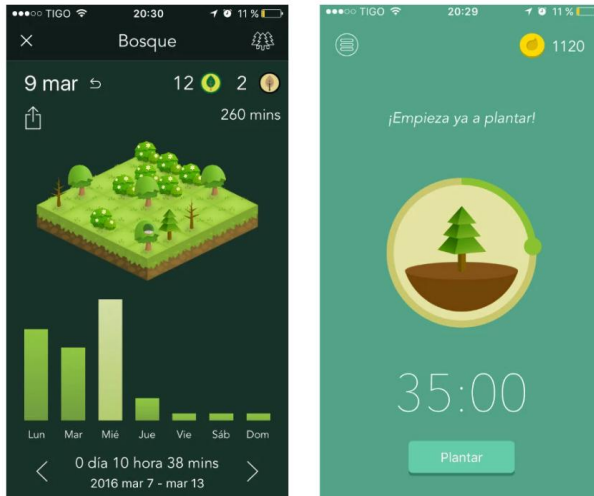 TIGO 20:30 11 %
Bosque
9 mar 12 2
260 mins
Lun Mar Mié Jue Vie Sáb Dom
0 día 10 hora 38 mins
2016 mar 7 - mar 13
TIGO 20:29 11 %
1120
¡Empieza ya a plantar!
35:00
Plantar